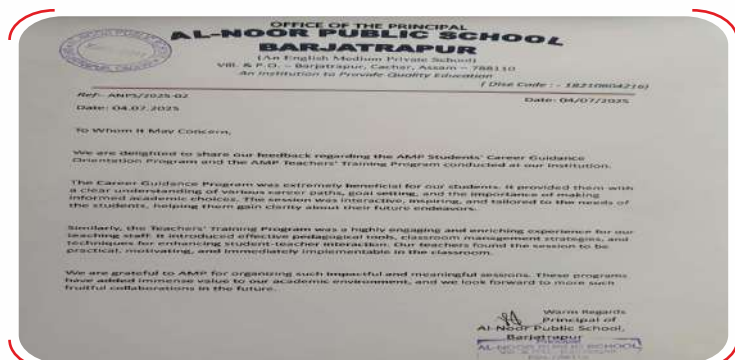 OFFICE OF THE PRINCIPAL
AL-NOOR PUBLIC SCHOOL
BARJATRAPUR
(An English Medium Private School)
Vill. & P.O. – Barjatrapur, Cachar, Assam – 788110
An Institution to Provide Quality Education
( Dise Code : - 18210604216)
Ref:- ANPS/2025-02
Date: 04/07/2025
Date: 04.07.2025
To Whom It May Concern,
We are delighted to share our feedback regarding the AMP Students' Career Guidance
Orientation Program and the AMP Teachers' Training Program conducted at our institution.
The Career Guidance Program was extremely beneficial for our students. It provided them with
a clear understanding of various career paths, goal setting, and the importance of making
informed academic choices. The session was interactive, inspiring, and tailored to the needs of
the students, helping them gain clarity about their future endeavors.
Similarly, the Teachers' Training Program was a highly engaging and enriching experience for our
teaching staff. It introduced effective pedagogical tools, classroom management strategies, and
techniques for enhancing student-teacher interaction. Our teachers found the session to be
practical, motivating, and immediately implementable in the classroom.
We are grateful to AMP for organizing such impactful and meaningful sessions. These programs
have added immense value to our academic environment, and we look forward to more such
fruitful collaborations in the future.
Warm Regards
Principal of
Al-Noor Public School,
Barjatrapur
AL-NOOR PUBLIC SCHOOL